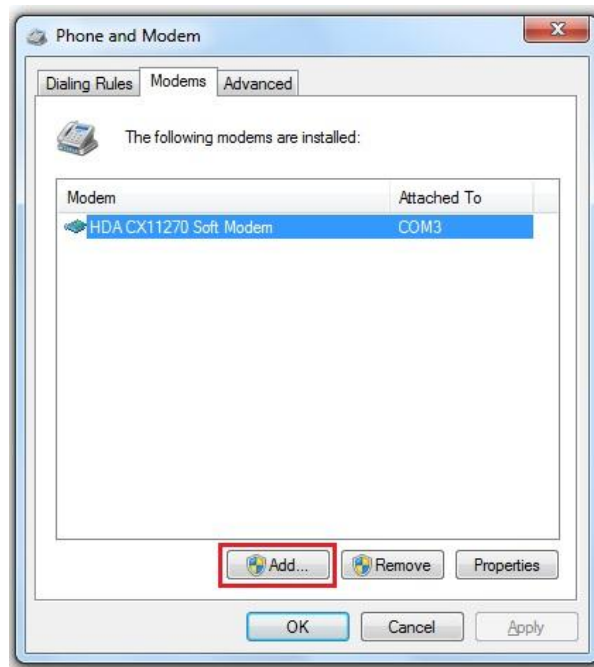 Phone and Modem
Dialing Rules Modems Advanced
The following modems are installed:
Modem Attached To
HDA CX11270 Soft Modem COM3
Add... Remove Properties
OK Cancel Apply